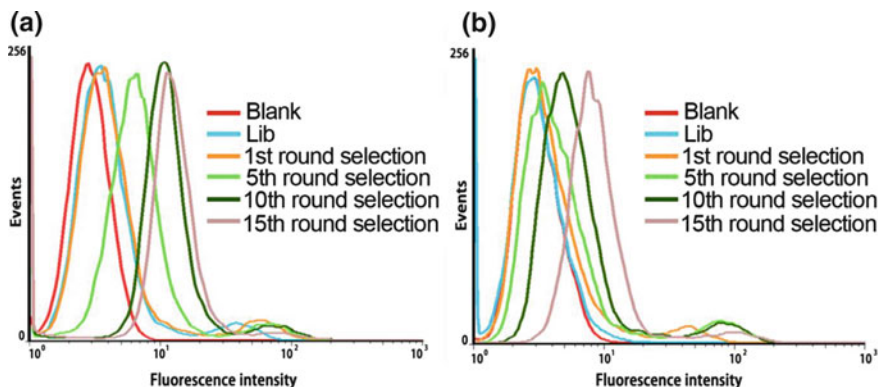 (a)
256
Events
0
Blank
Lib
1st round selection
5th round selection
10th round selection
15th round selection
10⁰
10¹
10²
10³
Fluorescence intensity
(b)
256
Events
0
Blank
Lib
1st round selection
5th round selection
10th round selection
15th round selection
10⁰
10¹
10²
10³
Fluorescence intensity